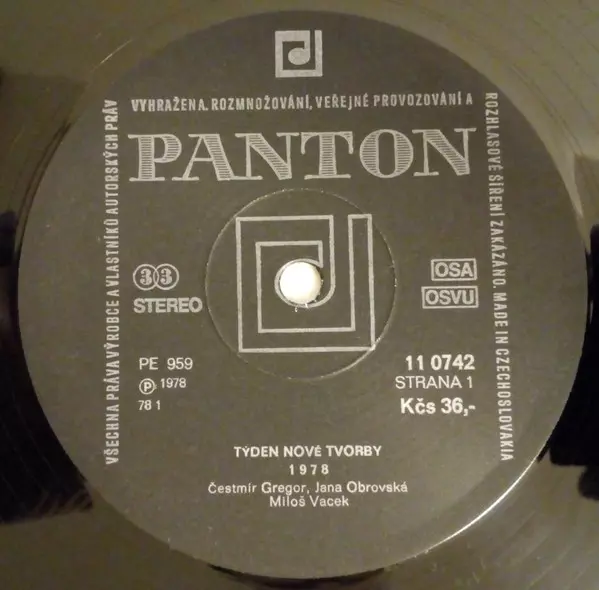 VŠECHNA PRÁVA VÝROBCE A VLASTNÍKŮ AUTORSKÝCH PRÁV
VYHRAŽENA. ROZMNOŽOVÁNÍ, VEŘEJNÉ PROVOZOVÁNÍ A
ROZHLASOVÉ ŠÍŘENÍ ZAKÁZÁNO. MADE IN CZECHOSLOVAKIA
PANTON
33
STEREO
OSA
OSVU
PE 959
Ⓟ 1978
78 1
11 0742
STRANA 1
Kčs 36,-
TÝDEN NOVÉ TVORBY
1978
Čestmír Gregor, Jana Obrovská
Miloš Vacek